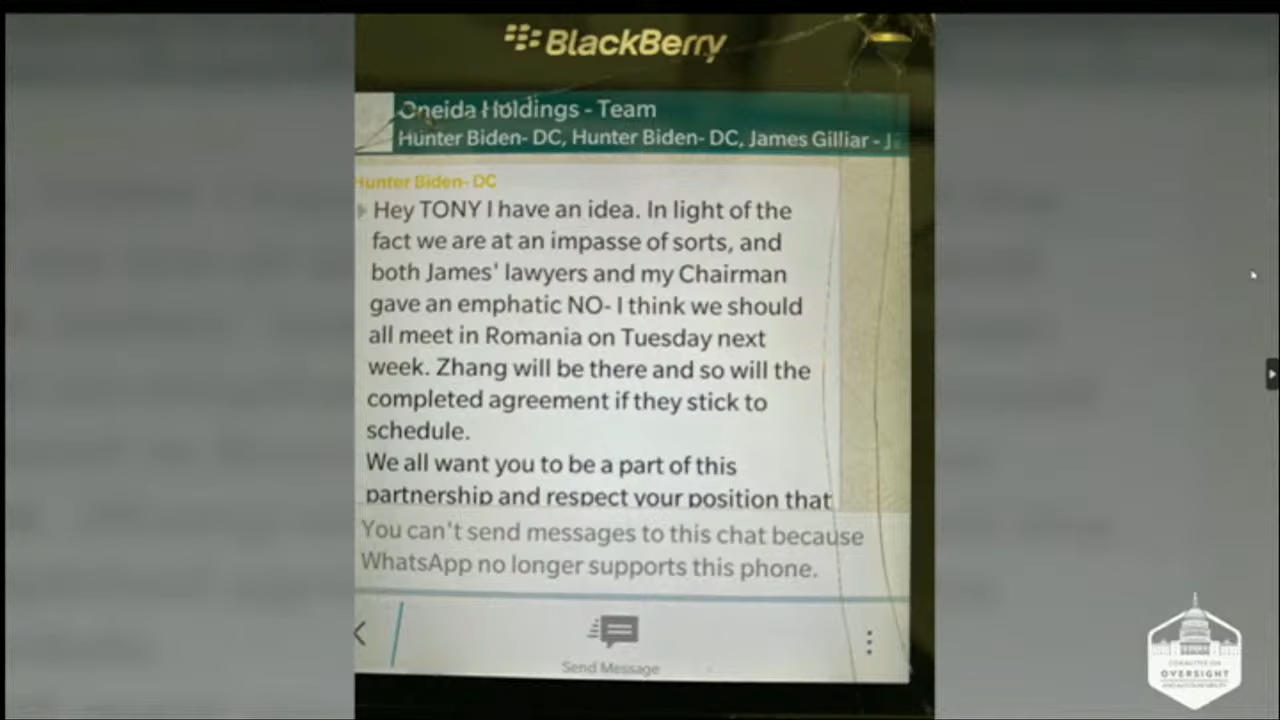 BlackBerry
Oneida Holdings - Team
Hunter Biden- DC, Hunter Biden- DC, James Gilliar - J
Hunter Biden- DC
Hey TONY I have an idea. In light of the
fact we are at an impasse of sorts, and
both James' lawyers and my Chairman
gave an emphatic NO- I think we should
all meet in Romania on Tuesday next
week. Zhang will be there and so will the
completed agreement if they stick to
schedule.
We all want you to be a part of this
partnership and respect your position that
You can't send messages to this chat because
WhatsApp no longer supports this phone.
Send Message
COMMITTEE ON
OVERSIGHT
AND ACCOUNTABILITY